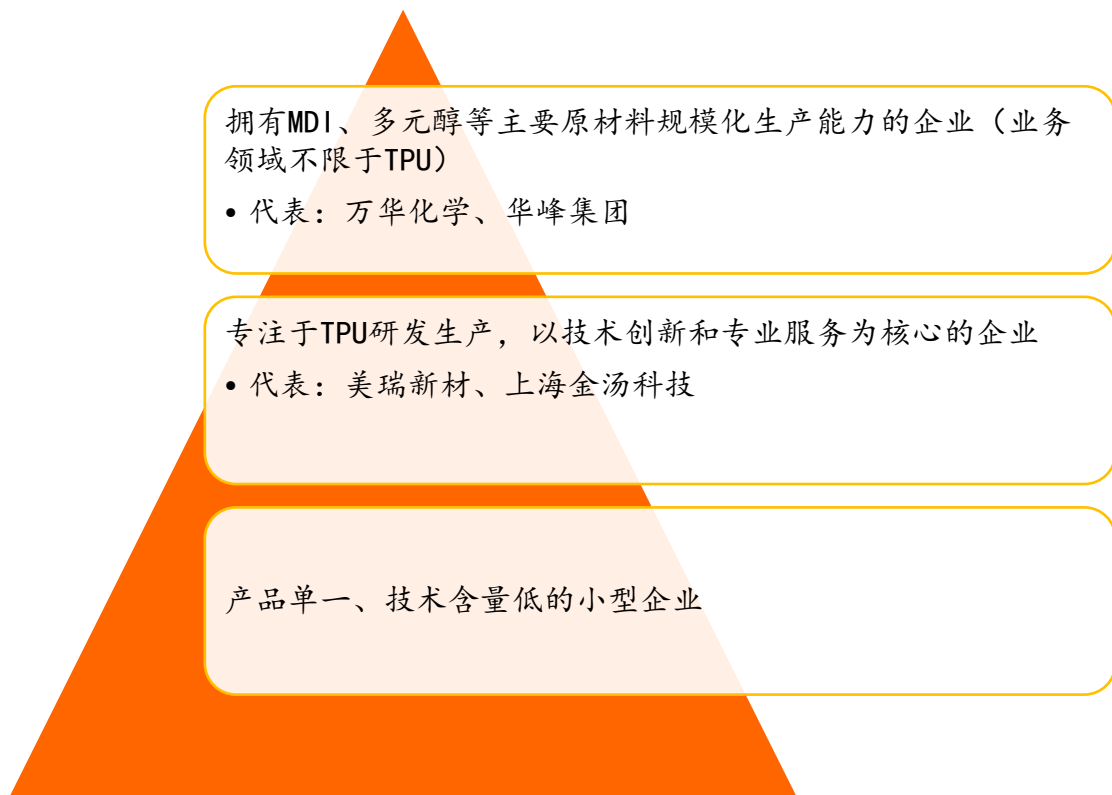 拥有MDI、多元醇等主要原材料规模化生产能力的企业（业务
领域不限于TPU）
• 代表：万华化学、华峰集团
专注于TPU研发生产，以技术创新和专业服务为核心的企业
• 代表：美瑞新材、上海金汤科技
产品单一、技术含量低的小型企业